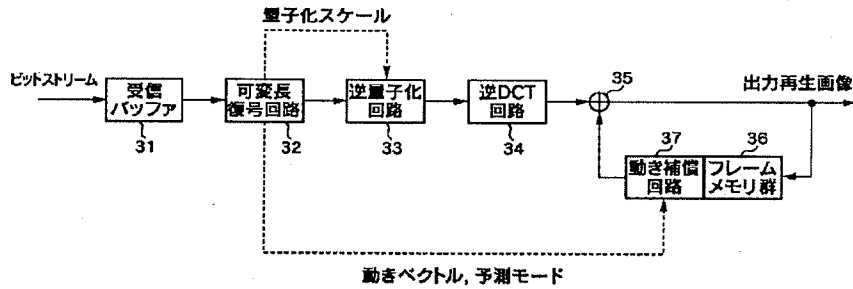 量子化スケール
ビットストリーム
受信
バッファ
31
可変長
復号回路
32
逆量子化
回路
33
逆DCT
回路
34
35
出力再生画像
37
36
動き補償
回路
フレーム
メモリ群
動きベクトル, 予測モード